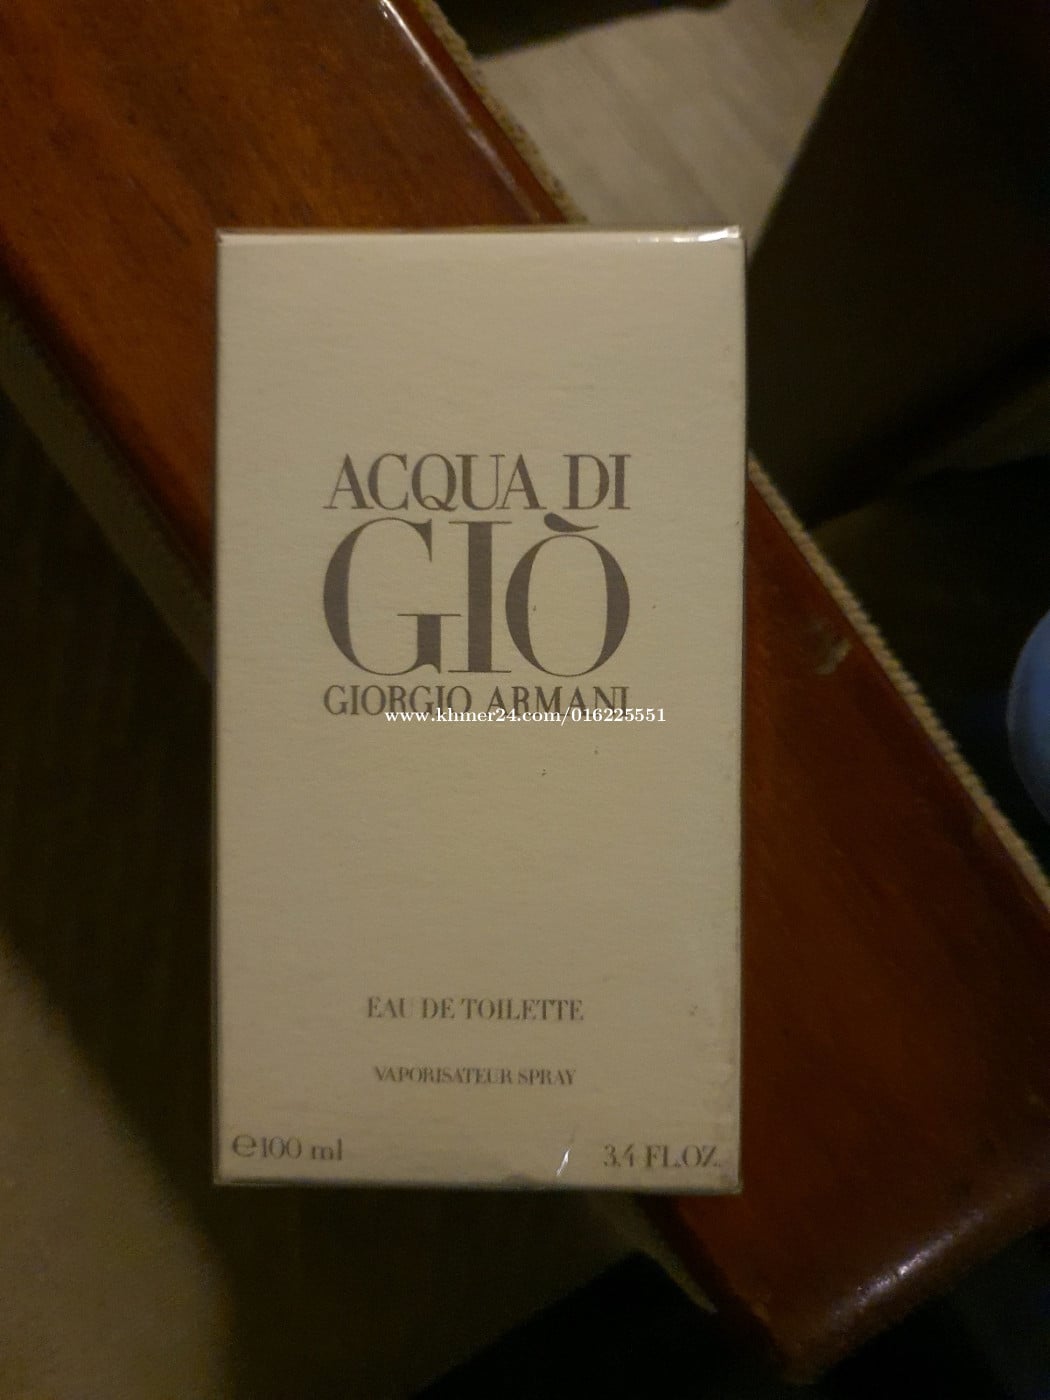 ACQUA DI
GIÒ
GIORGIO ARMANI
www.khmer24.com/016225551
EAU DE TOILETTE
VAPORISATEUR SPRAY
℮100 ml
3.4 FL.OZ.